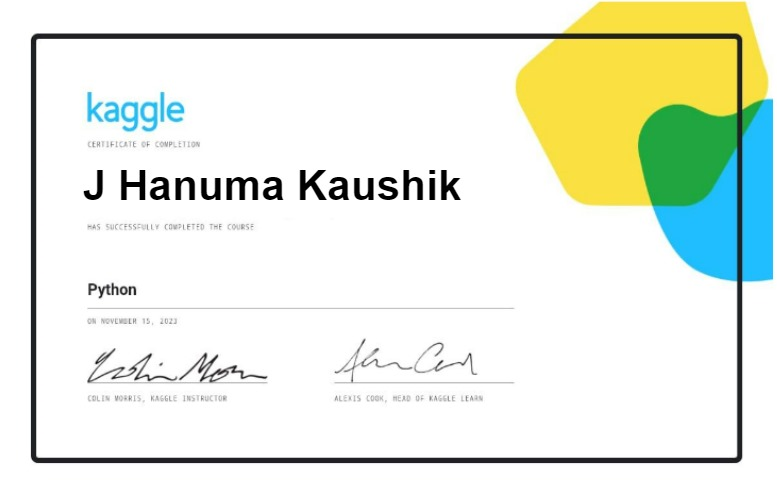 kaggle
CERTIFICATE OF COMPLETION
J Hanuma Kaushik
HAS SUCCESSFULLY COMPLETED THE COURSE
Python
ON NOVEMBER 15, 2023
COLIN MORRIS, KAGGLE INSTRUCTOR
ALEXIS COOK, HEAD OF KAGGLE LEARN